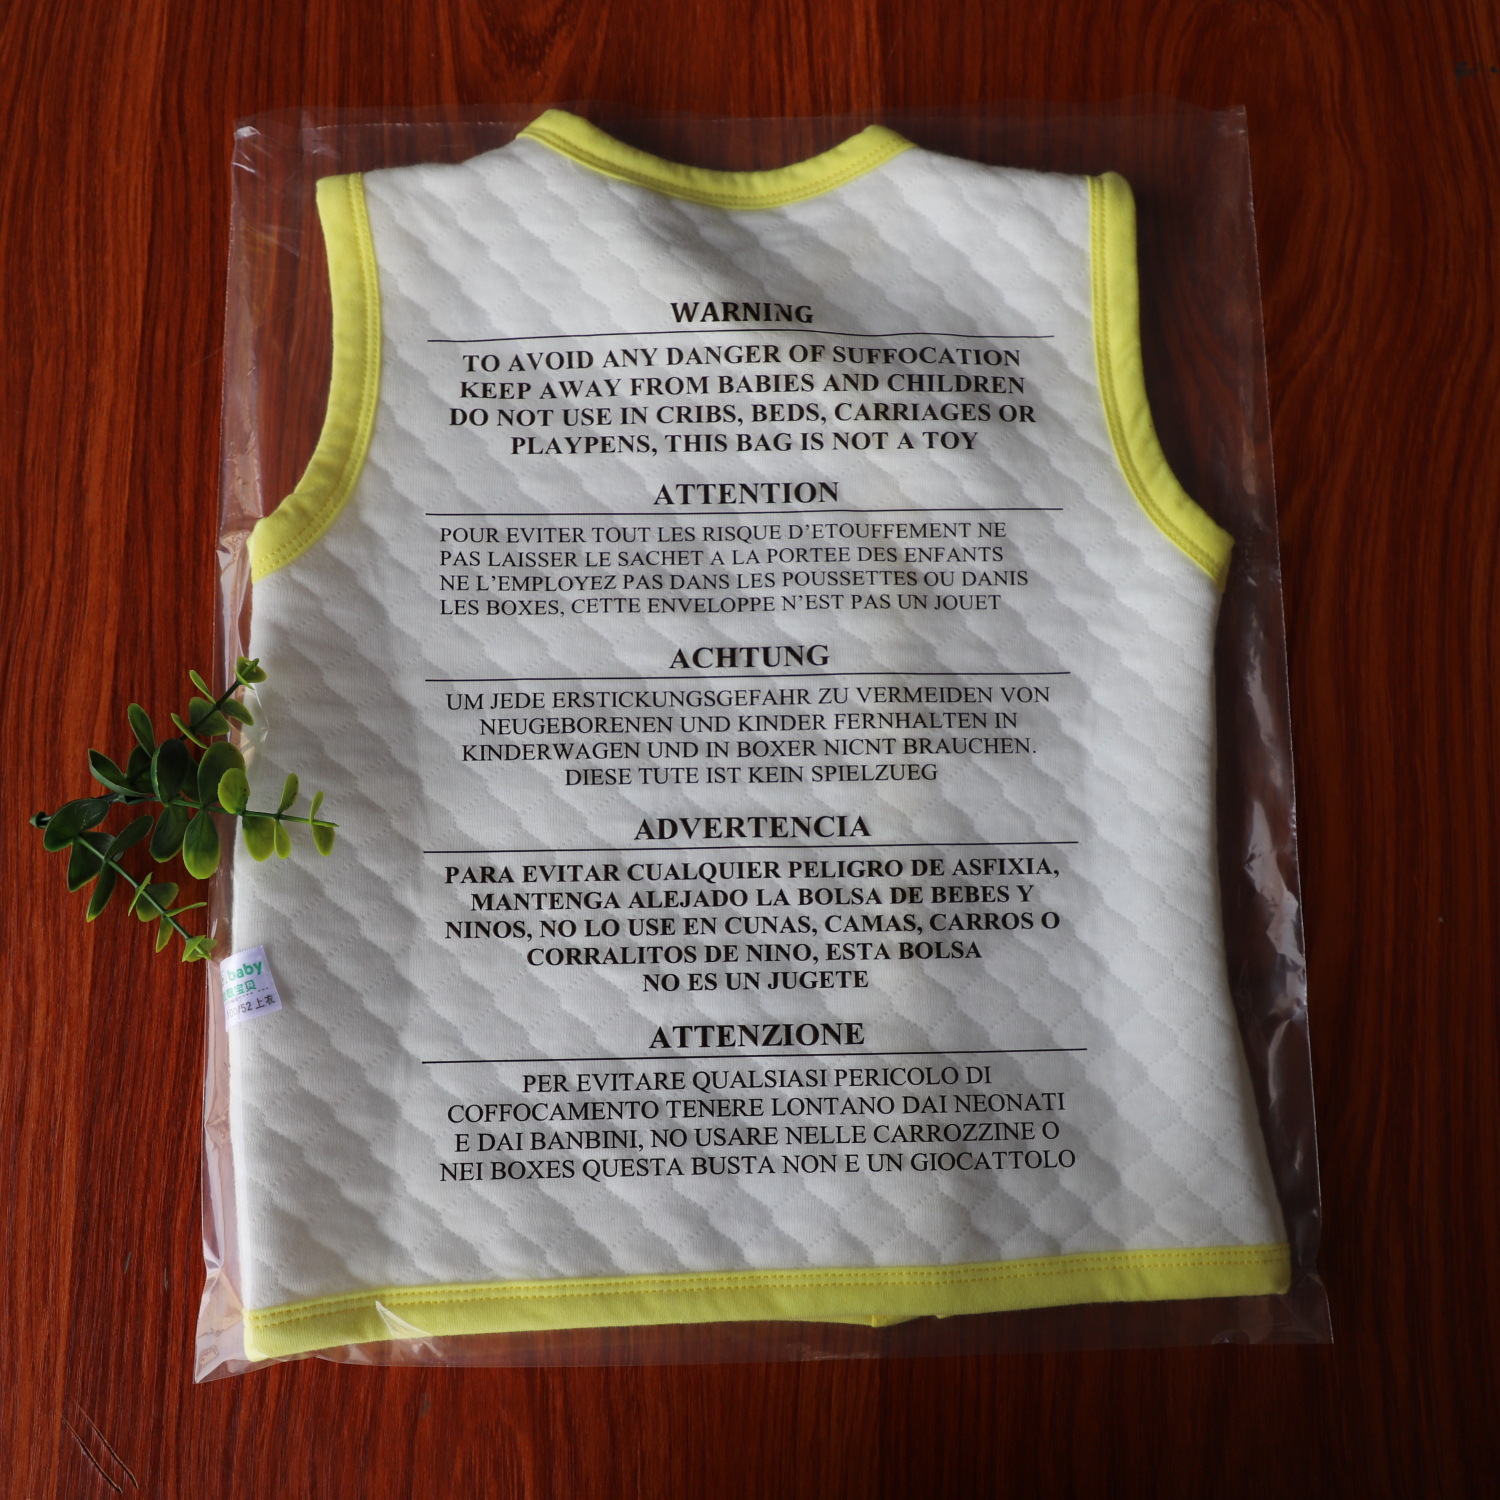 WARNING
TO AVOID ANY DANGER OF SUFFOCATION
KEEP AWAY FROM BABIES AND CHILDREN
DO NOT USE IN CRIBS, BEDS, CARRIAGES OR
PLAYPENS, THIS BAG IS NOT A TOY
ATTENTION
POUR EVITER TOUT LES RISQUE D'ETOUFFEMENT NE
PAS LAISSER LE SACHET A LA PORTEE DES ENFANTS
NE L'EMPLOYEZ PAS DANS LES POUSSETTES OU DANIS
LES BOXES, CETTE ENVELOPPE N'EST PAS UN JOUET
ACHTUNG
UM JEDE ERSTICKUNGSGEFAHR ZU VERMEIDEN VON
NEUGEBORENEN UND KINDER FERNHALTEN IN
KINDERWAGEN UND IN BOXER NICNT BRAUCHEN.
DIESE TUTE IST KEIN SPIELZUEG
ADVERTENCIA
PARA EVITAR CUALQUIER PELIGRO DE ASFIXIA,
MANTENGA ALEJADO LA BOLSA DE BEBES Y
NINOS, NO LO USE EN CUNAS, CAMAS, CARROS O
CORRALITOS DE NINO, ESTA BOLSA
NO ES UN JUGETE
ATTENZIONE
PER EVITARE QUALSIASI PERICOLO DI
COFFOCAMENTO TENERE LONTANO DAI NEONATI
E DAI BANBINI, NO USARE NELLE CARROZZINE O
NEI BOXES QUESTA BUSTA NON E UN GIOCATTOLO
baby
宝贝
/52 上衣